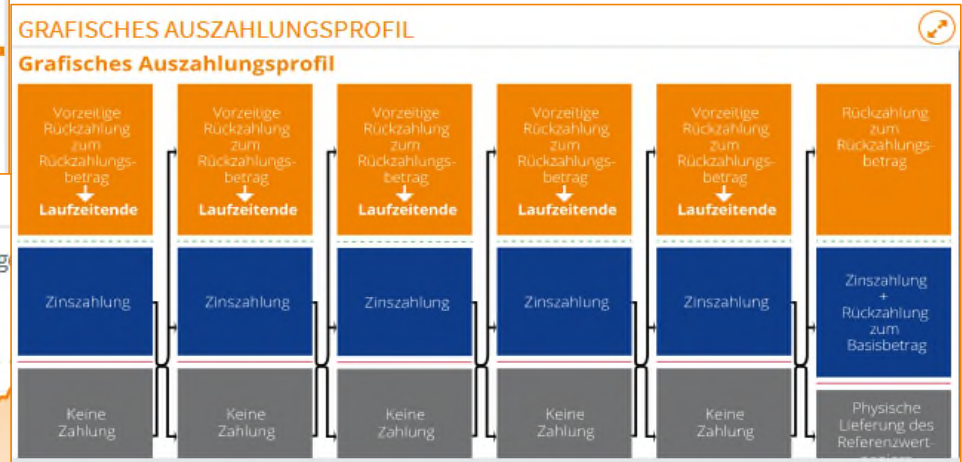 GRAFISCHES AUSZAHLUNGSPROFIL
Grafisches Auszahlungsprofil
Vorzeitige
Rückzahlung
zum
Rückzahlungs-
betrag
Laufzeitende
Vorzeitige
Rückzahlung
zum
Rückzahlungs-
betrag
Laufzeitende
Vorzeitige
Rückzahlung
zum
Rückzahlungs-
betrag
Laufzeitende
Vorzeitige
Rückzahlung
zum
Rückzahlungs-
betrag
Laufzeitende
Vorzeitige
Rückzahlung
zum
Rückzahlungs-
betrag
Laufzeitende
Rückzahlung
zum
Rückzahlungs-
betrag
Zinszahlung
Zinszahlung
Zinszahlung
Zinszahlung
Zinszahlung
Zinszahlung
+
Rückzahlung
zum
Basisbetrag
Keine
Zahlung
Keine
Zahlung
Keine
Zahlung
Keine
Zahlung
Keine
Zahlung
Physische
Lieferung des
Referenzwert-